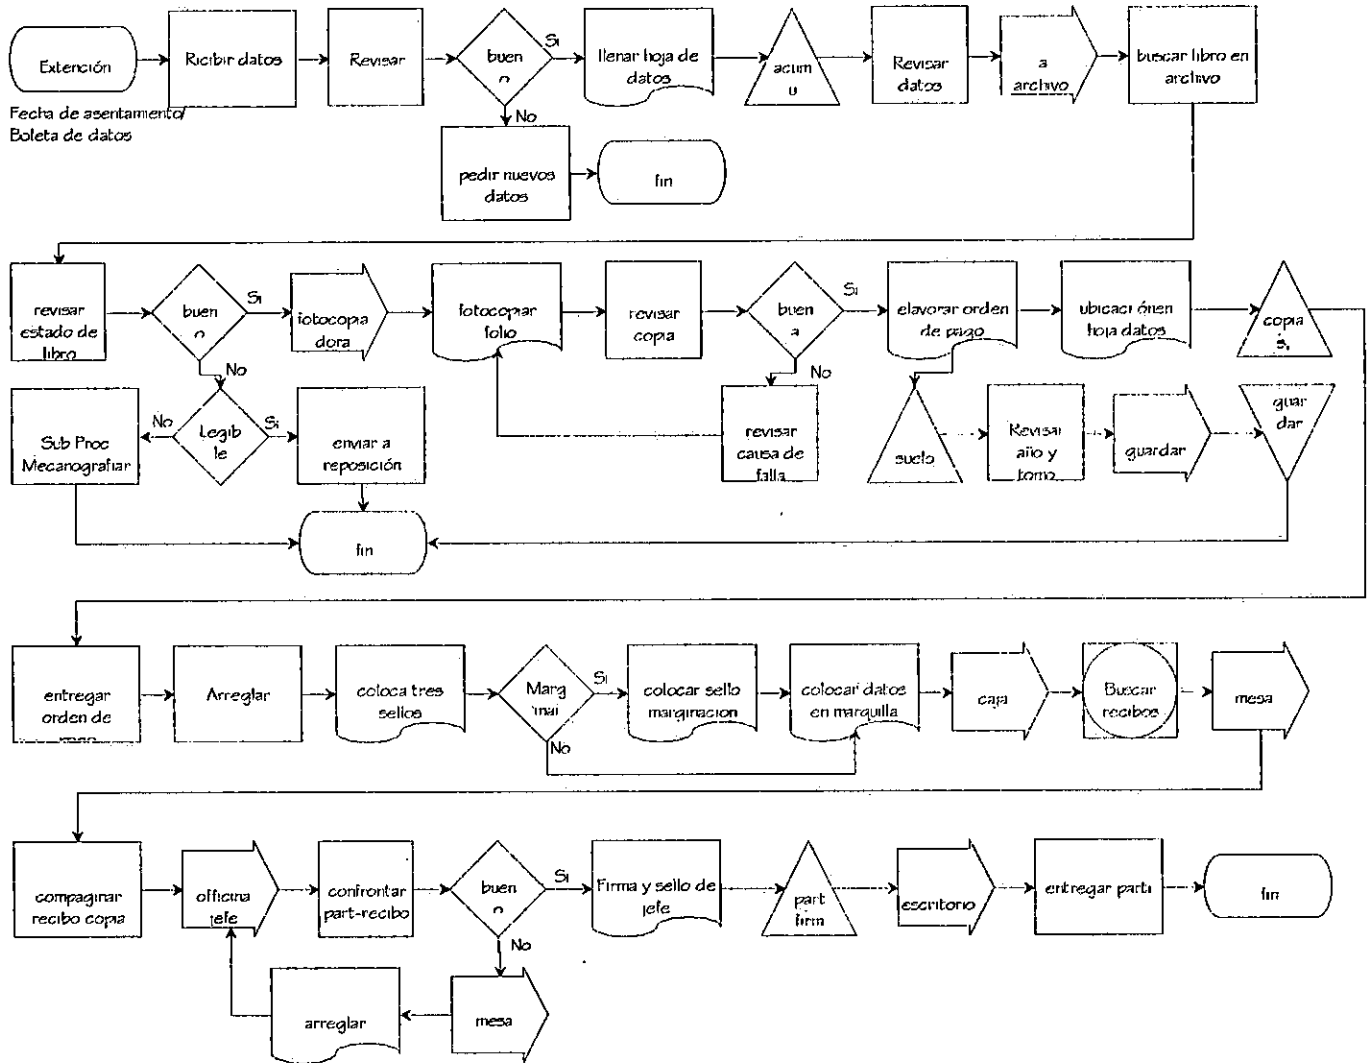 Extención
Fecha de asentamento/
Boleta de datos
Ricibir datos
Revisar
buen
o
Si
No
llenar hoja de
datos
acum
u
Revisar
datos
a
archivo
buscar libro en
archivo
pedir nuevos
datos
fin
revisar
estado de
libro
buen
o
Si
No
fotocopia
dora
fotocopiar
folio
revisar
copia
buen
a
Si
No
elavorar orden
de pago
ubicación en
hoja datos
copia
s.
Sub Proc
Mecanografiar
No
Legib
le
Si
enviar a
reposición
revisar
causa de
falla
suelo
Revisar
año y
tomo
guardar
guar
dar
fin
entregar
orden de
Arreglar
coloca tres
sellos
Marg
inal
Si
No
colocar sello
marginacion
colocar datos
en marquilla
caja
Buscar
recibos
mesa
compaginar
recibo copia
officina
jefe
confrontar
part-recibo
buen
o
Si
No
Firma y sello de
jefe
part
firm
escritorio
entregar parti
fin
arreglar
mesa